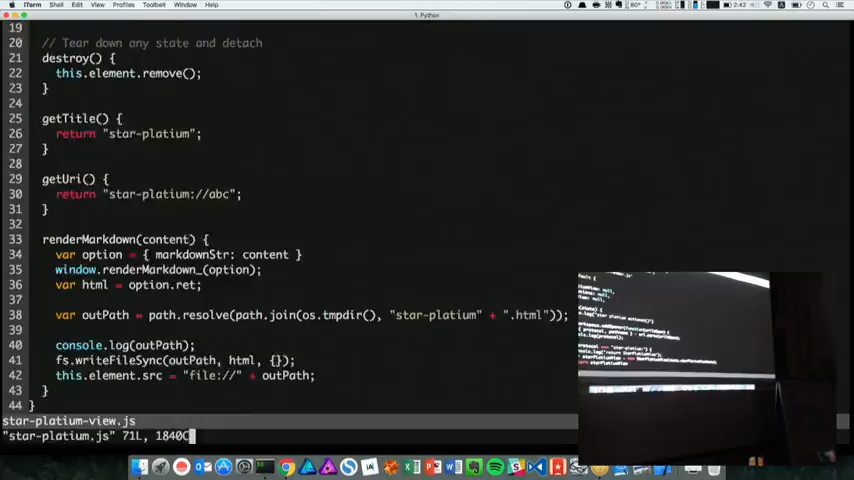 iTerm Shell Edit View Profiles Toolbelt Window Help
80° 2:42
1. Python
19
20 // Tear down any state and detach
21 destroy() {
22 this.element.remove();
23 }
24
25 getTitle() {
26 return "star-platium";
27 }
28
29 getUri() {
30 return "star-platium://abc";
31 }
32
33 renderMarkdown(content) {
34 var option = { markdownStr: content }
35 window.renderMarkdown_(option);
36 var html = option.ret;
37
38 var outPath = path.resolve(path.join(os.tmpdir(), "star-platium" + ".html"));
39
40 console.log(outPath);
41 fs.writeFileSync(outPath, html, {});
42 this.element.src = "file://" + outPath;
43 }
44 }
star-platium-view.js
"star-platium.js" 71L, 1840C